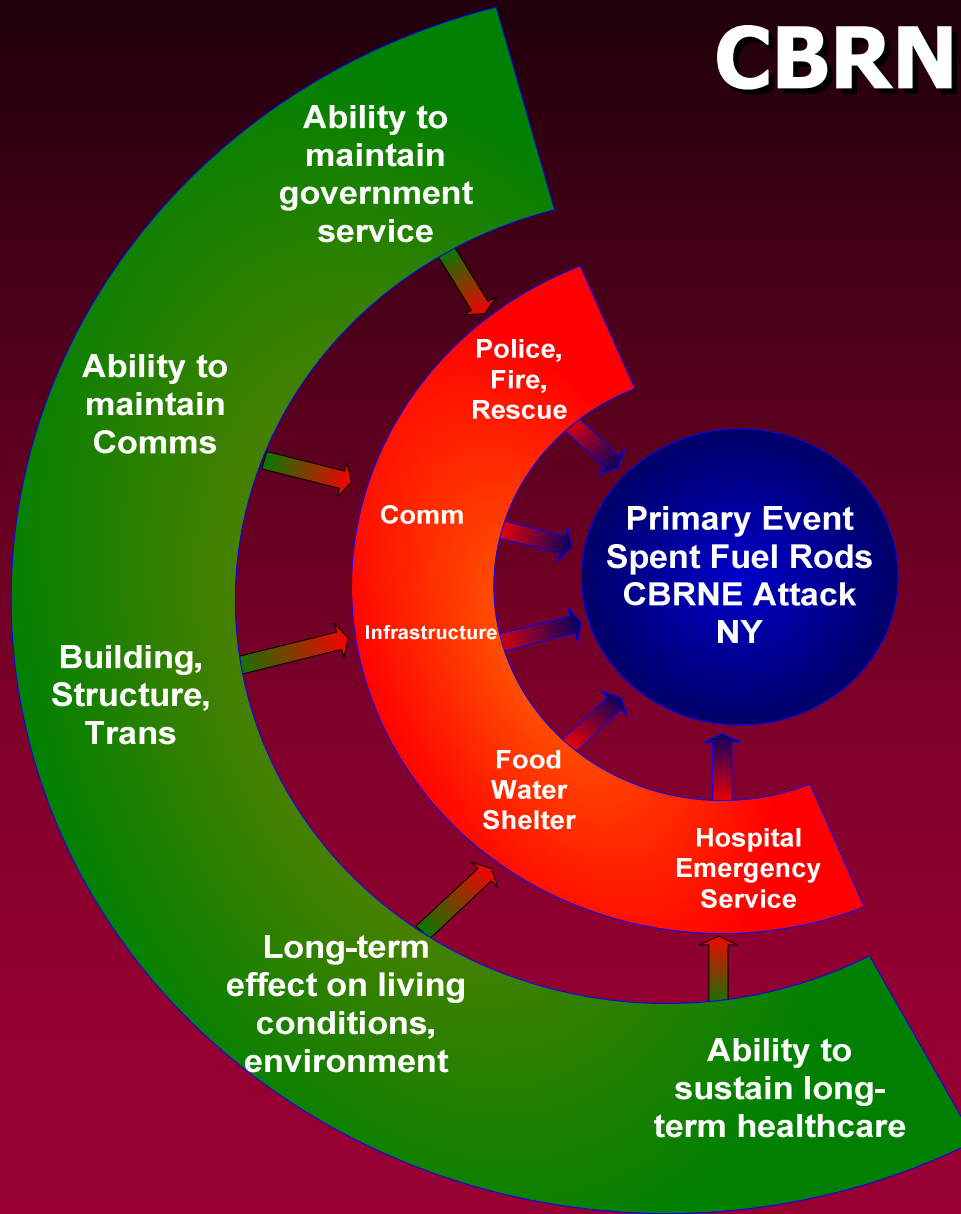 CBRN
Ability to
maintain
government
service
Police,
Fire,
Rescue
Ability to
maintain
Comms
Comm
Primary Event
Spent Fuel Rods
CBRNE Attack
NY
Infrastructure
Building,
Structure,
Trans
Food
Water
Shelter
Hospital
Emergency
Service
Long-term
effect on living
conditions,
environment
Ability to
sustain long-
term healthcare